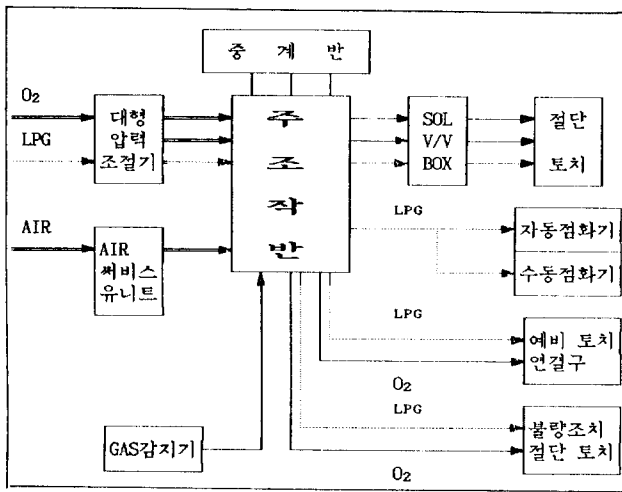 중 계 반
O₂
LPG
대형
압력
조절기
주
조
작
반
SOL
V/V
BOX
절단
토치
AIR
AIR
써비스
유니트
LPG
자동점화기
수동점화기
LPG
예비 토치
연결구
O₂
LPG
불량조치
절단 토치
O₂
GAS감지기